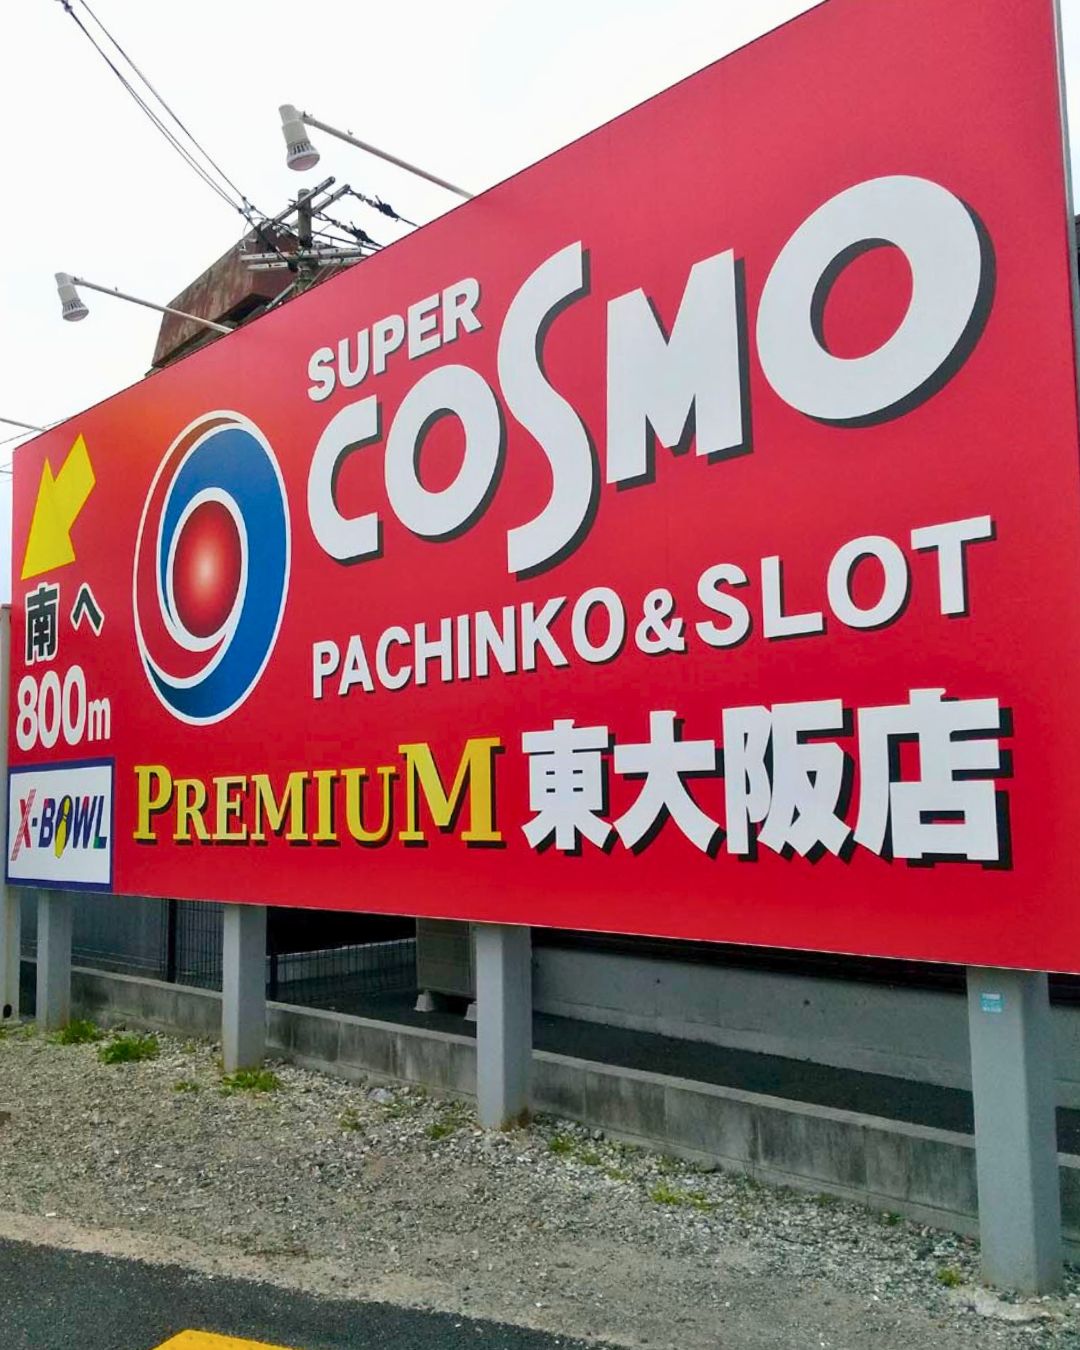 SUPER
COSMO
PACHINKO & SLOT
PREMIUM 東大阪店
南へ
800m
X-BOWL